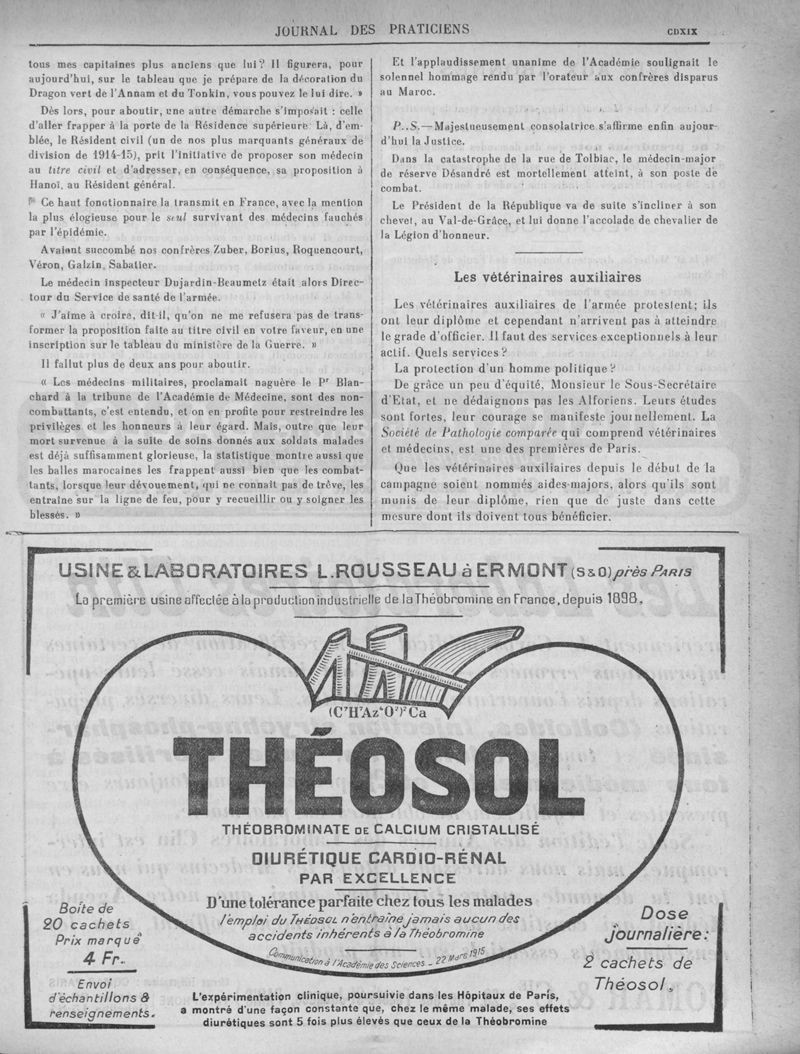 JOURNAL DES PRATICIENS
CDXIX
tous mes capitaines plus anciens que lui? Il figurera, pour
aujourd'hui, sur le tableau que je prépare de la décoration du
Dragon vert de l'Annam et du Tonkin, vous pouvez le lui dire. »
Dès lors, pour aboutir, une autre démarche s'imposait : celle
d'aller frapper à la porte de la Résidence supérieure. Là, d'em-
blée, le Résident civil (un de nos plus marquants généraux de
division de 1914-15), prit l'initiative de proposer son médecin
au titre civil et d'adresser, en conséquence, sa proposition à
Hanoï, au Résident général.
Ce haut fonctionnaire la transmit en France, avec la mention
la plus élogieuse pour le seul survivant des médecins fauchés
par l'épidémie.
Avaient succombé nos confrères Zuber, Borius, Roquencourt,
Véron, Galzin, Sabatier.
Le médecin inspecteur Dujardin-Beaumetz était alors Direc-
teur du Service de santé de l'armée.
« J'aime à croire, dit-il, qu'on ne me refusera pas de trans-
former la proposition faite au titre civil en votre faveur, en une
inscription sur le tableau du ministère de la Guerre. »
Il fallut plus de deux ans pour aboutir.
« Les médecins militaires, proclamait naguère le Pr Blan-
chard à la tribune de l'Académie de Médecine, sont des non-
combattants, c'est entendu, et on en profite pour restreindre les
privilèges et les honneurs à leur égard. Mais, outre que leur
mort survenue à la suite de soins donnés aux soldats malades
est déjà suffisamment glorieuse, la statistique montre aussi que
les balles marocaines les frappent aussi bien que les combat-
tants, lorsque leur dévouement, qui ne connaît pas de trêve, les
entraîne sur la ligne de feu, pour y recueillir ou y soigner les
blessés. »
Et l'applaudissement unanime de l'Académie soulignait le
solennel hommage rendu par l'orateur aux confrères disparus
au Maroc.
P..S.—Majestueusement consolatrice s'affirme enfin aujour-
d'hui la Justice.
Dans la catastrophe de la rue de Tolbiac, le médecin-major
de réserve Désandré est mortellement atteint, à son poste de
combat.
Le Président de la République va de suite s'incliner à son
chevet, au Val-de-Grâce, et lui donne l'accolade de chevalier de
la Légion d'honneur.
Les vétérinaires auxiliaires
Les vétérinaires auxiliaires de l'armée protestent; ils
ont leur diplôme et cependant n'arrivent pas à atteindre
le grade d'officier. Il faut des services exceptionnels à leur
actif. Quels services?
La protection d'un homme politique?
De grâce un peu d'équité, Monsieur le Sous-Secrétaire
d'Etat, et ne dédaignons pas les Alforiens. Leurs études
sont fortes, leur courage se manifeste journellement. La
Société de Pathologie comparée qui comprend vétérinaires
et médecins, est une des premières de Paris.
Que les vétérinaires auxiliaires depuis le début de la
campagne soient nommés aides-majors, alors qu'ils sont
munis de leur diplôme, rien que de juste dans cette
mesure dont ils doivent tous bénéficier.
USINE & LABORATOIRES L. ROUSSEAU à ERMONT (S&O) près PARIS
La première usine affectée à la production industrielle de la Théobromine en France, depuis 1898.
(C⁷H⁷Az⁴O²)²Ca
THÉOSOL
THÉOBROMINATE DE CALCIUM CRISTALLISÉ
DIURÉTIQUE CARDIO-RÉNAL
PAR EXCELLENCE
D'une tolérance parfaite chez tous les malades
l'emploi du THÉOSOL n'entraîne jamais aucun des
accidents inhérents à la Théobromine
Communication à l'Académie des Sciences - 22 Mars 1915
Boîte de
20 cachets
Prix marqué
4 Fr.
Envoi
d'échantillons &
renseignements.
L'expérimentation clinique, poursuivie dans les Hôpitaux de Paris,
a montré d'une façon constante que, chez le même malade, ses effets
diurétiques sont 5 fois plus élevés que ceux de la Théobromine
Dose
journalière:
2 cachets de
Théosol.